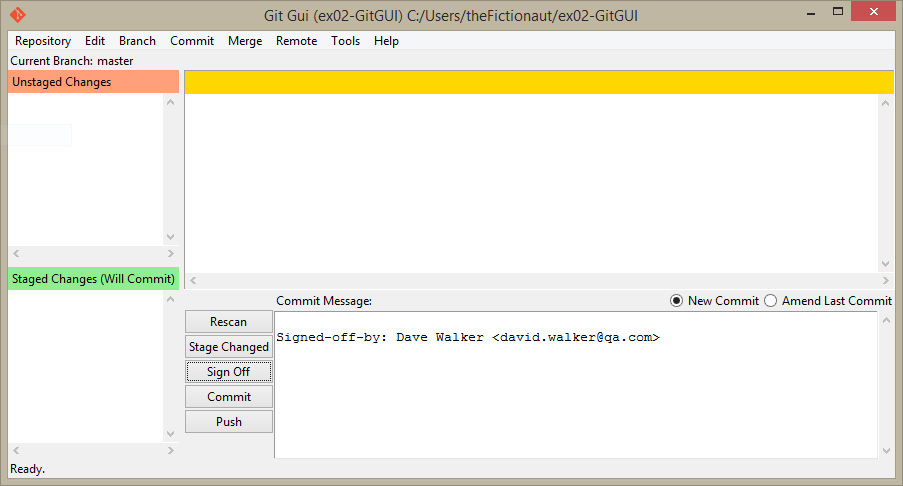 Git Gui (ex02-GitGUI) C:/Users/theFictionaut/ex02-GitGUI
Repository Edit Branch Commit Merge Remote Tools Help
Current Branch: master
Unstaged Changes
Staged Changes (Will Commit)
Commit Message:
New Commit Amend Last Commit
Rescan
Stage Changed
Sign Off
Commit
Push
Signed-off-by: Dave Walker <david.walker@qa.com>
Ready.